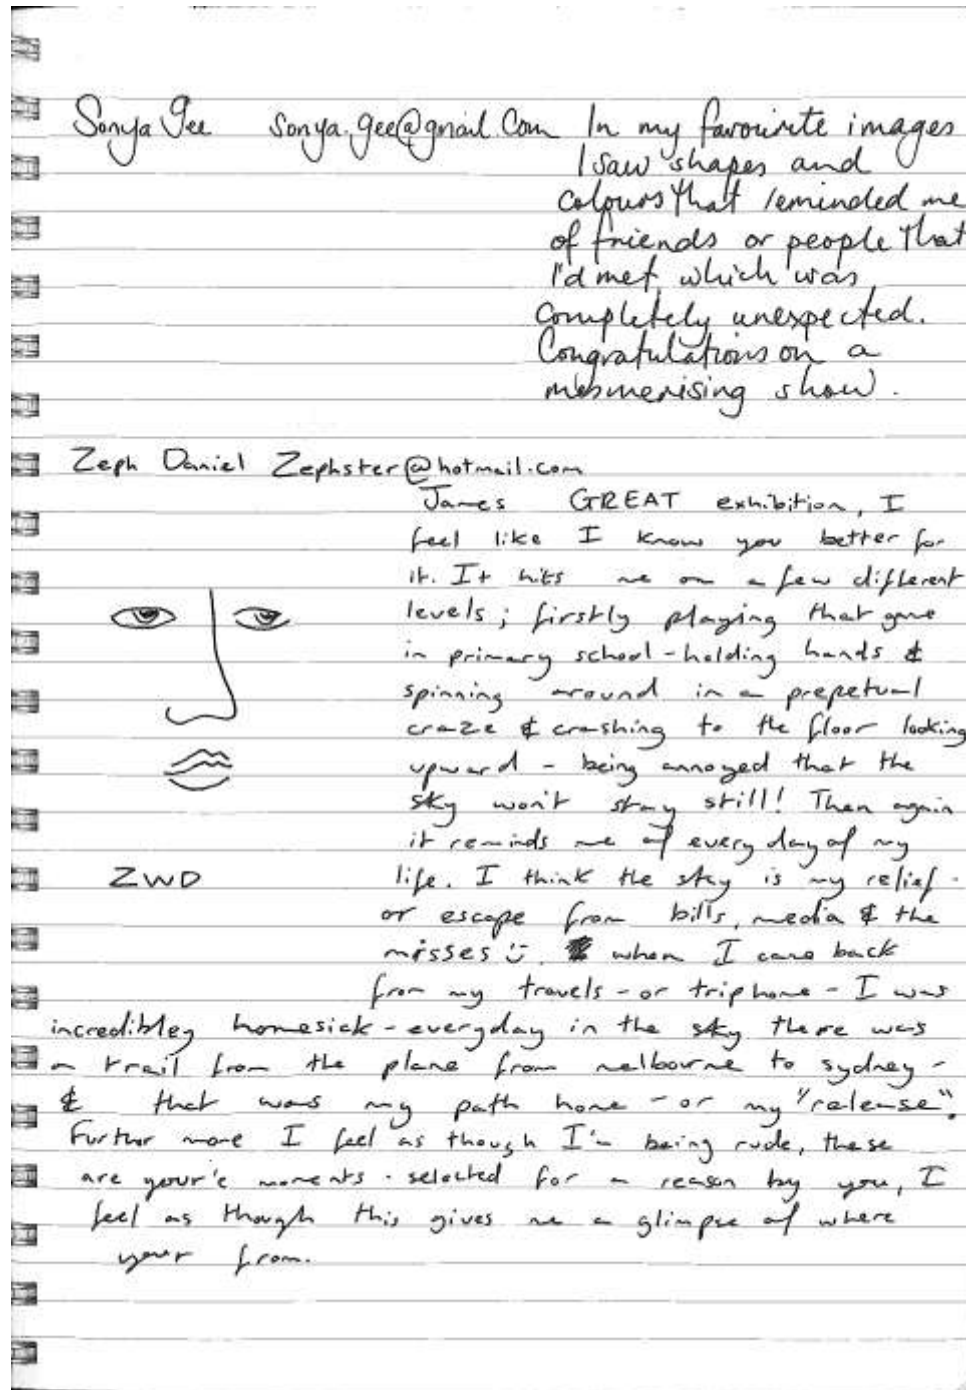 Sonya Gee sonya.gee@gmail.com In my favourite images
I saw shapes and
colours that reminded me
of friends or people that
I'd met, which was
completely unexpected.
Congratulations on a
mesmerising show.
Zeph Daniel Zephster@hotmail.com
James GREAT exhibition, I
feel like I know you better for
it. It hits me on a few different
levels; firstly playing that game
in primary school - holding hands &
spinning around in a prepetual
craze & crashing to the floor looking
upward - being annoyed that the
sky won't stay still! Then again
it reminds me of every day of my
ZWD life. I think the sky is my relief -
or escape from bills, media & the
misses ü. when I came back
from my travels - or trip home - I was
incredibley homesick - everyday in the sky there was
a trail from the plane from melbourne to sydney -
& that was my path home - or my "release".
Further more I feel as though I'm being rude, these
are your'e moments - selected for a reason by you, I
feel as though this gives me a glimpse of where
your from.